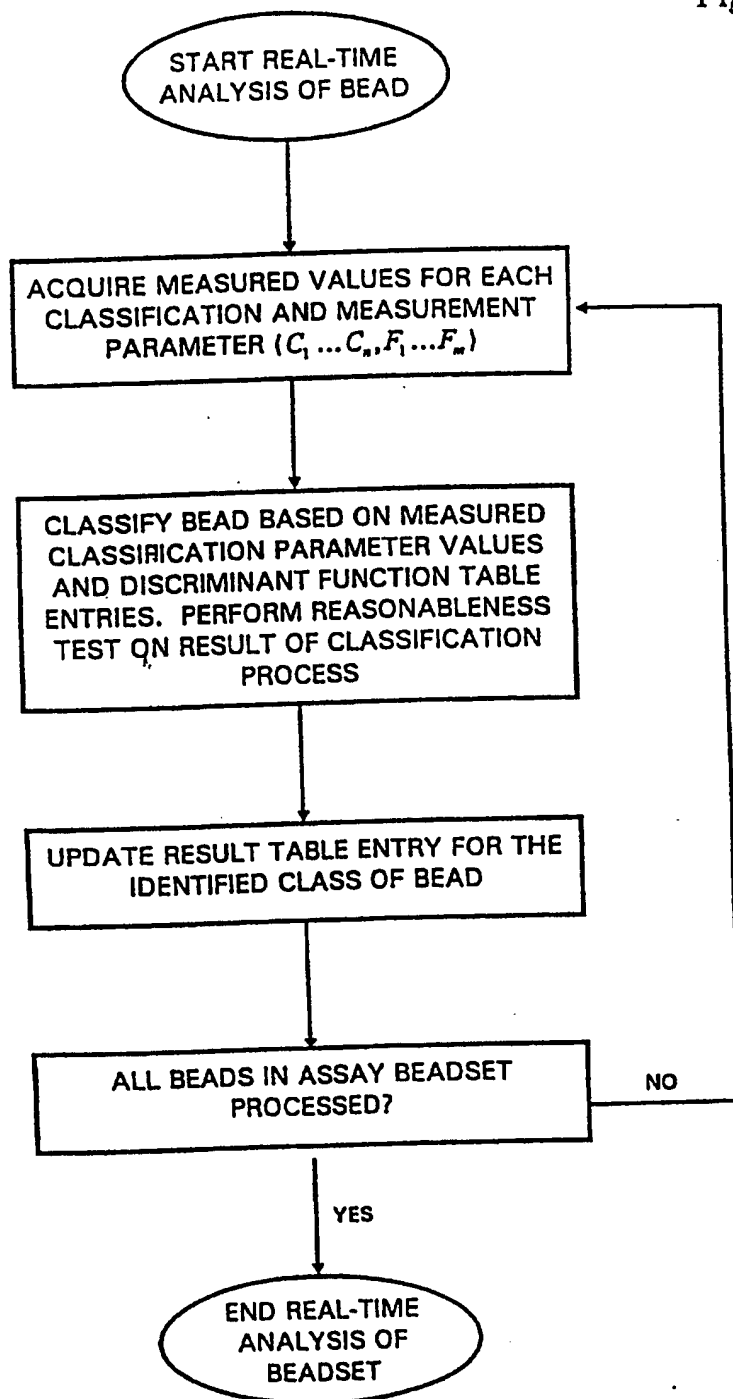 START REAL-TIME
ANALYSIS OF BEAD
ACQUIRE MEASURED VALUES FOR EACH
CLASSIFICATION AND MEASUREMENT
PARAMETER (C₁ ... Cₙ, F₁ ... Fₘ)
CLASSIFY BEAD BASED ON MEASURED
CLASSIFICATION PARAMETER VALUES
AND DISCRIMINANT FUNCTION TABLE
ENTRIES. PERFORM REASONABLENESS
TEST ON RESULT OF CLASSIFICATION
PROCESS
UPDATE RESULT TABLE ENTRY FOR THE
IDENTIFIED CLASS OF BEAD
ALL BEADS IN ASSAY BEADSET
PROCESSED?
NO
YES
END REAL-TIME
ANALYSIS OF
BEADSET